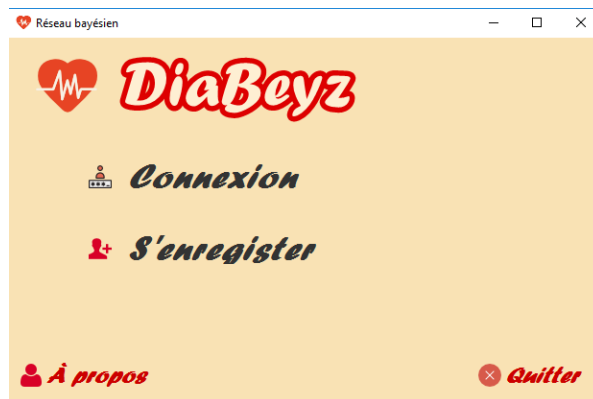 Réseau bayésien
DiaBeyz
Connexion
S'enregister
À propos
Quitter